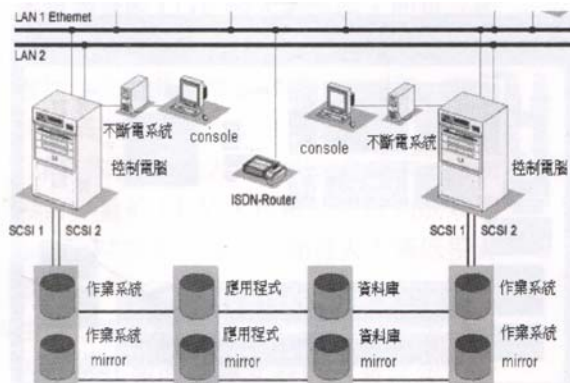 LAN 1 Ethernet
LAN 2
不斷電系統
console
console
不斷電系統
控制電腦
控制電腦
ISDN-Router
SCSI 1
SCSI 2
SCSI 1
SCSI 2
作業系統
應用程式
資料庫
作業系統
作業系統
mirror
應用程式
mirror
資料庫
mirror
作業系統
mirror